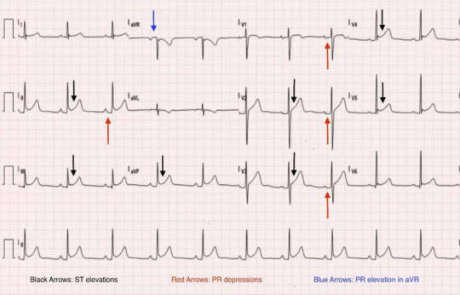 I aVR V1 V4
II aVL V2 V5
III aVF V3 V6
II
Black Arrows: ST elevations Red Arrows: PR depressions Blue Arrows: PR elevation in aVR